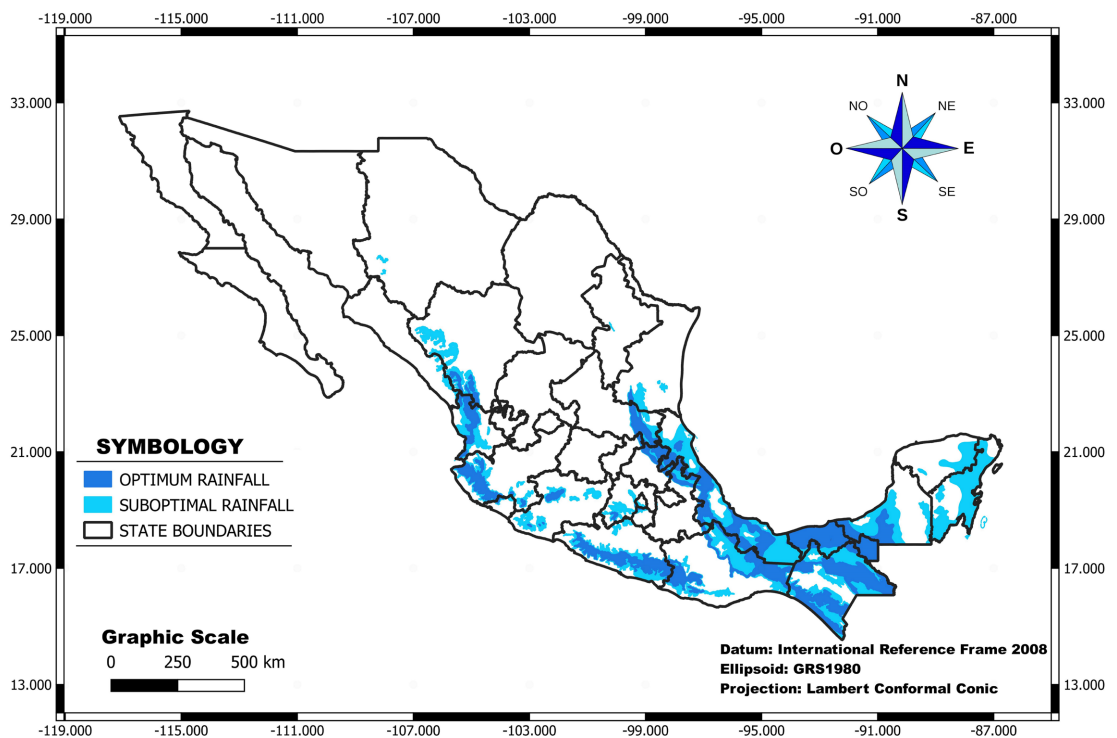 -119.000 -115.000 -111.000 -107.000 -103.000 -99.000 -95.000 -91.000 -87.000
33.000 33.000
29.000 29.000
25.000 25.000
21.000 21.000
17.000 17.000
13.000 13.000
N
NO NE
O E
SO SE
S
SYMBOLOGY
OPTIMUM RAINFALL
SUBOPTIMAL RAINFALL
STATE BOUNDARIES
Graphic Scale
0 250 500 km
Datum: International Reference Frame 2008
Ellipsoid: GRS1980
Projection: Lambert Conformal Conic
-119.000 -115.000 -111.000 -107.000 -103.000 -99.000 -95.000 -91.000 -87.000